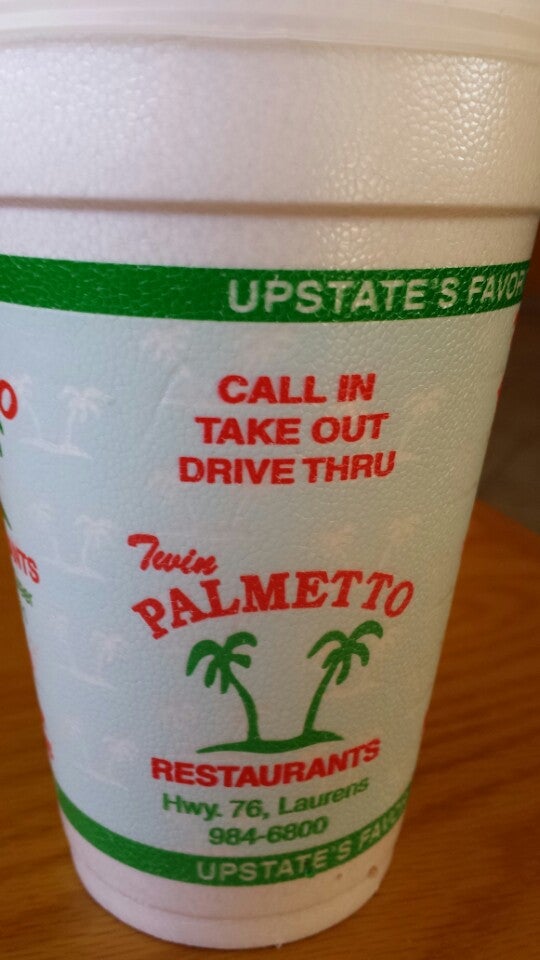 UPSTATE'S FAVOR
CALL IN
TAKE OUT
DRIVE THRU
Twin
PALMETTO
RESTAURANTS
Hwy. 76, Laurens
984-6800
UPSTATE'S FAVO